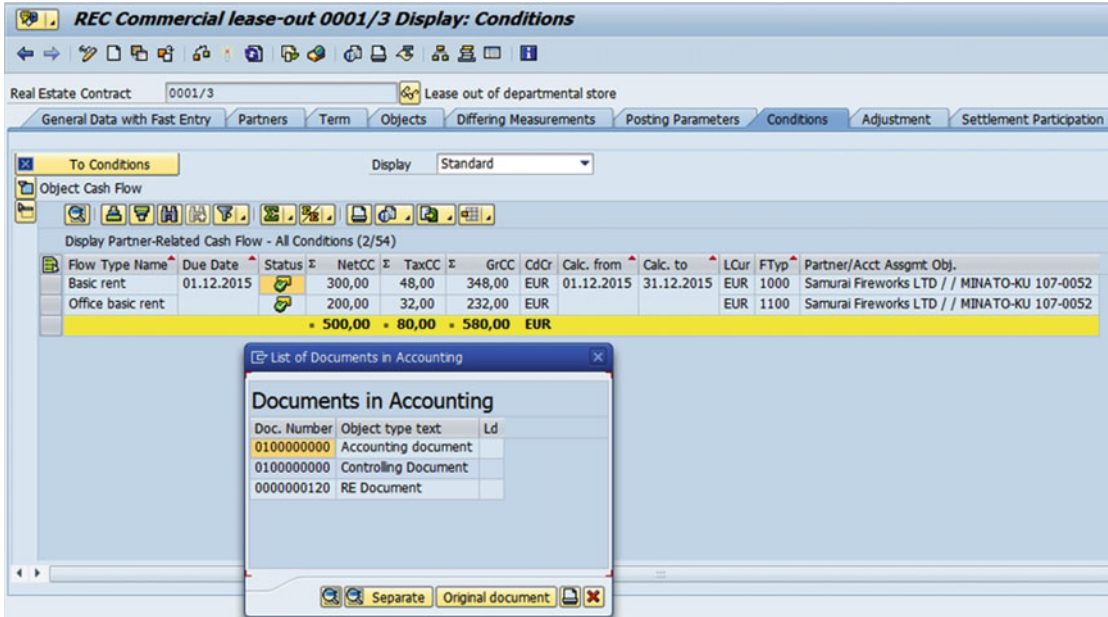 REC Commercial lease-out 0001/3 Display: Conditions
Real Estate Contract 0001/3 Lease out of departmental store
General Data with Fast Entry Partners Term Objects Differing Measurements Posting Parameters Conditions Adjustment Settlement Participation
To Conditions Display Standard
Object Cash Flow
Display Partner-Related Cash Flow - All Conditions (2/54)
Flow Type Name Due Date Status Σ NetCC Σ TaxCC Σ GrCC CdCr Calc. from Calc. to LCur FTyp Partner/Acct Assgmt Obj.
Basic rent 01.12.2015 300,00 48,00 348,00 EUR 01.12.2015 31.12.2015 EUR 1000 Samurai Fireworks LTD / / MINATO-KU 107-0052
Office basic rent 200,00 32,00 232,00 EUR EUR 1100 Samurai Fireworks LTD / / MINATO-KU 107-0052
▪ 500,00 ▪ 80,00 ▪ 580,00 EUR
List of Documents in Accounting
Documents in Accounting
Doc. Number Object type text Ld
0100000000 Accounting document
0100000000 Controlling Document
0000000120 RE Document
Separate Original document